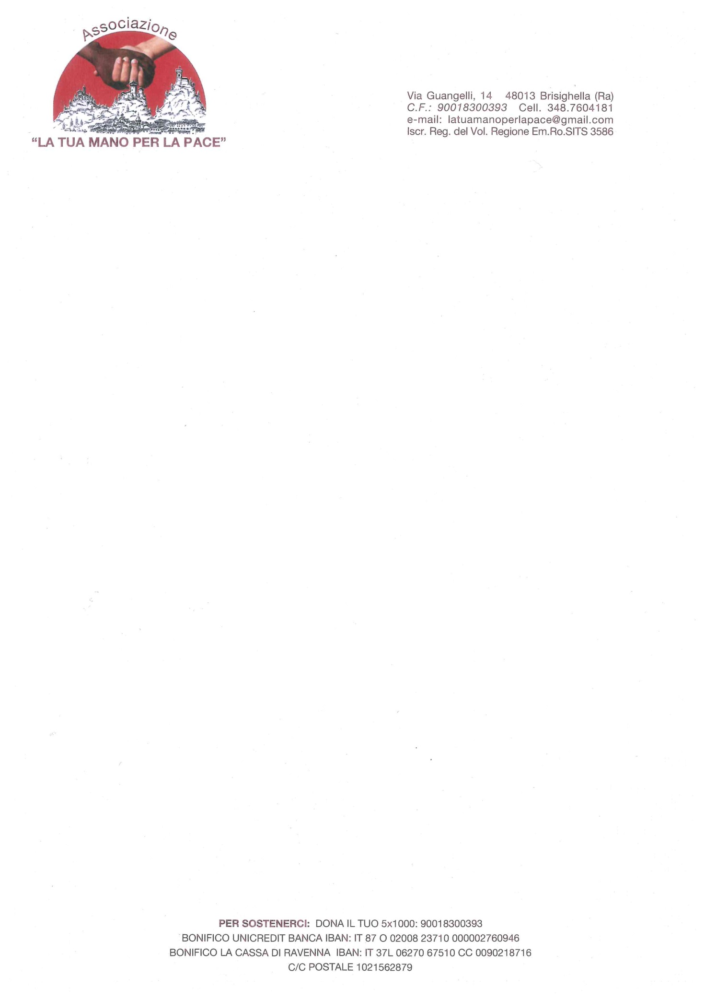 Associazione
“LA TUA MANO PER LA PACE”
Via Guangelli, 14 48013 Brisighella (Ra)
C.F.: 90018300393 Cell. 348.7604181
e-mail: latuamanoperlapace@gmail.com
Iscr. Reg. del Vol. Regione Em.Ro.SITS 3586
PER SOSTENERCI: DONA IL TUO 5x1000: 90018300393
BONIFICO UNICREDIT BANCA IBAN: IT 87 O 02008 23710 000002760946
BONIFICO LA CASSA DI RAVENNA IBAN: IT 37L 06270 67510 CC 0090218716
C/C POSTALE 1021562879